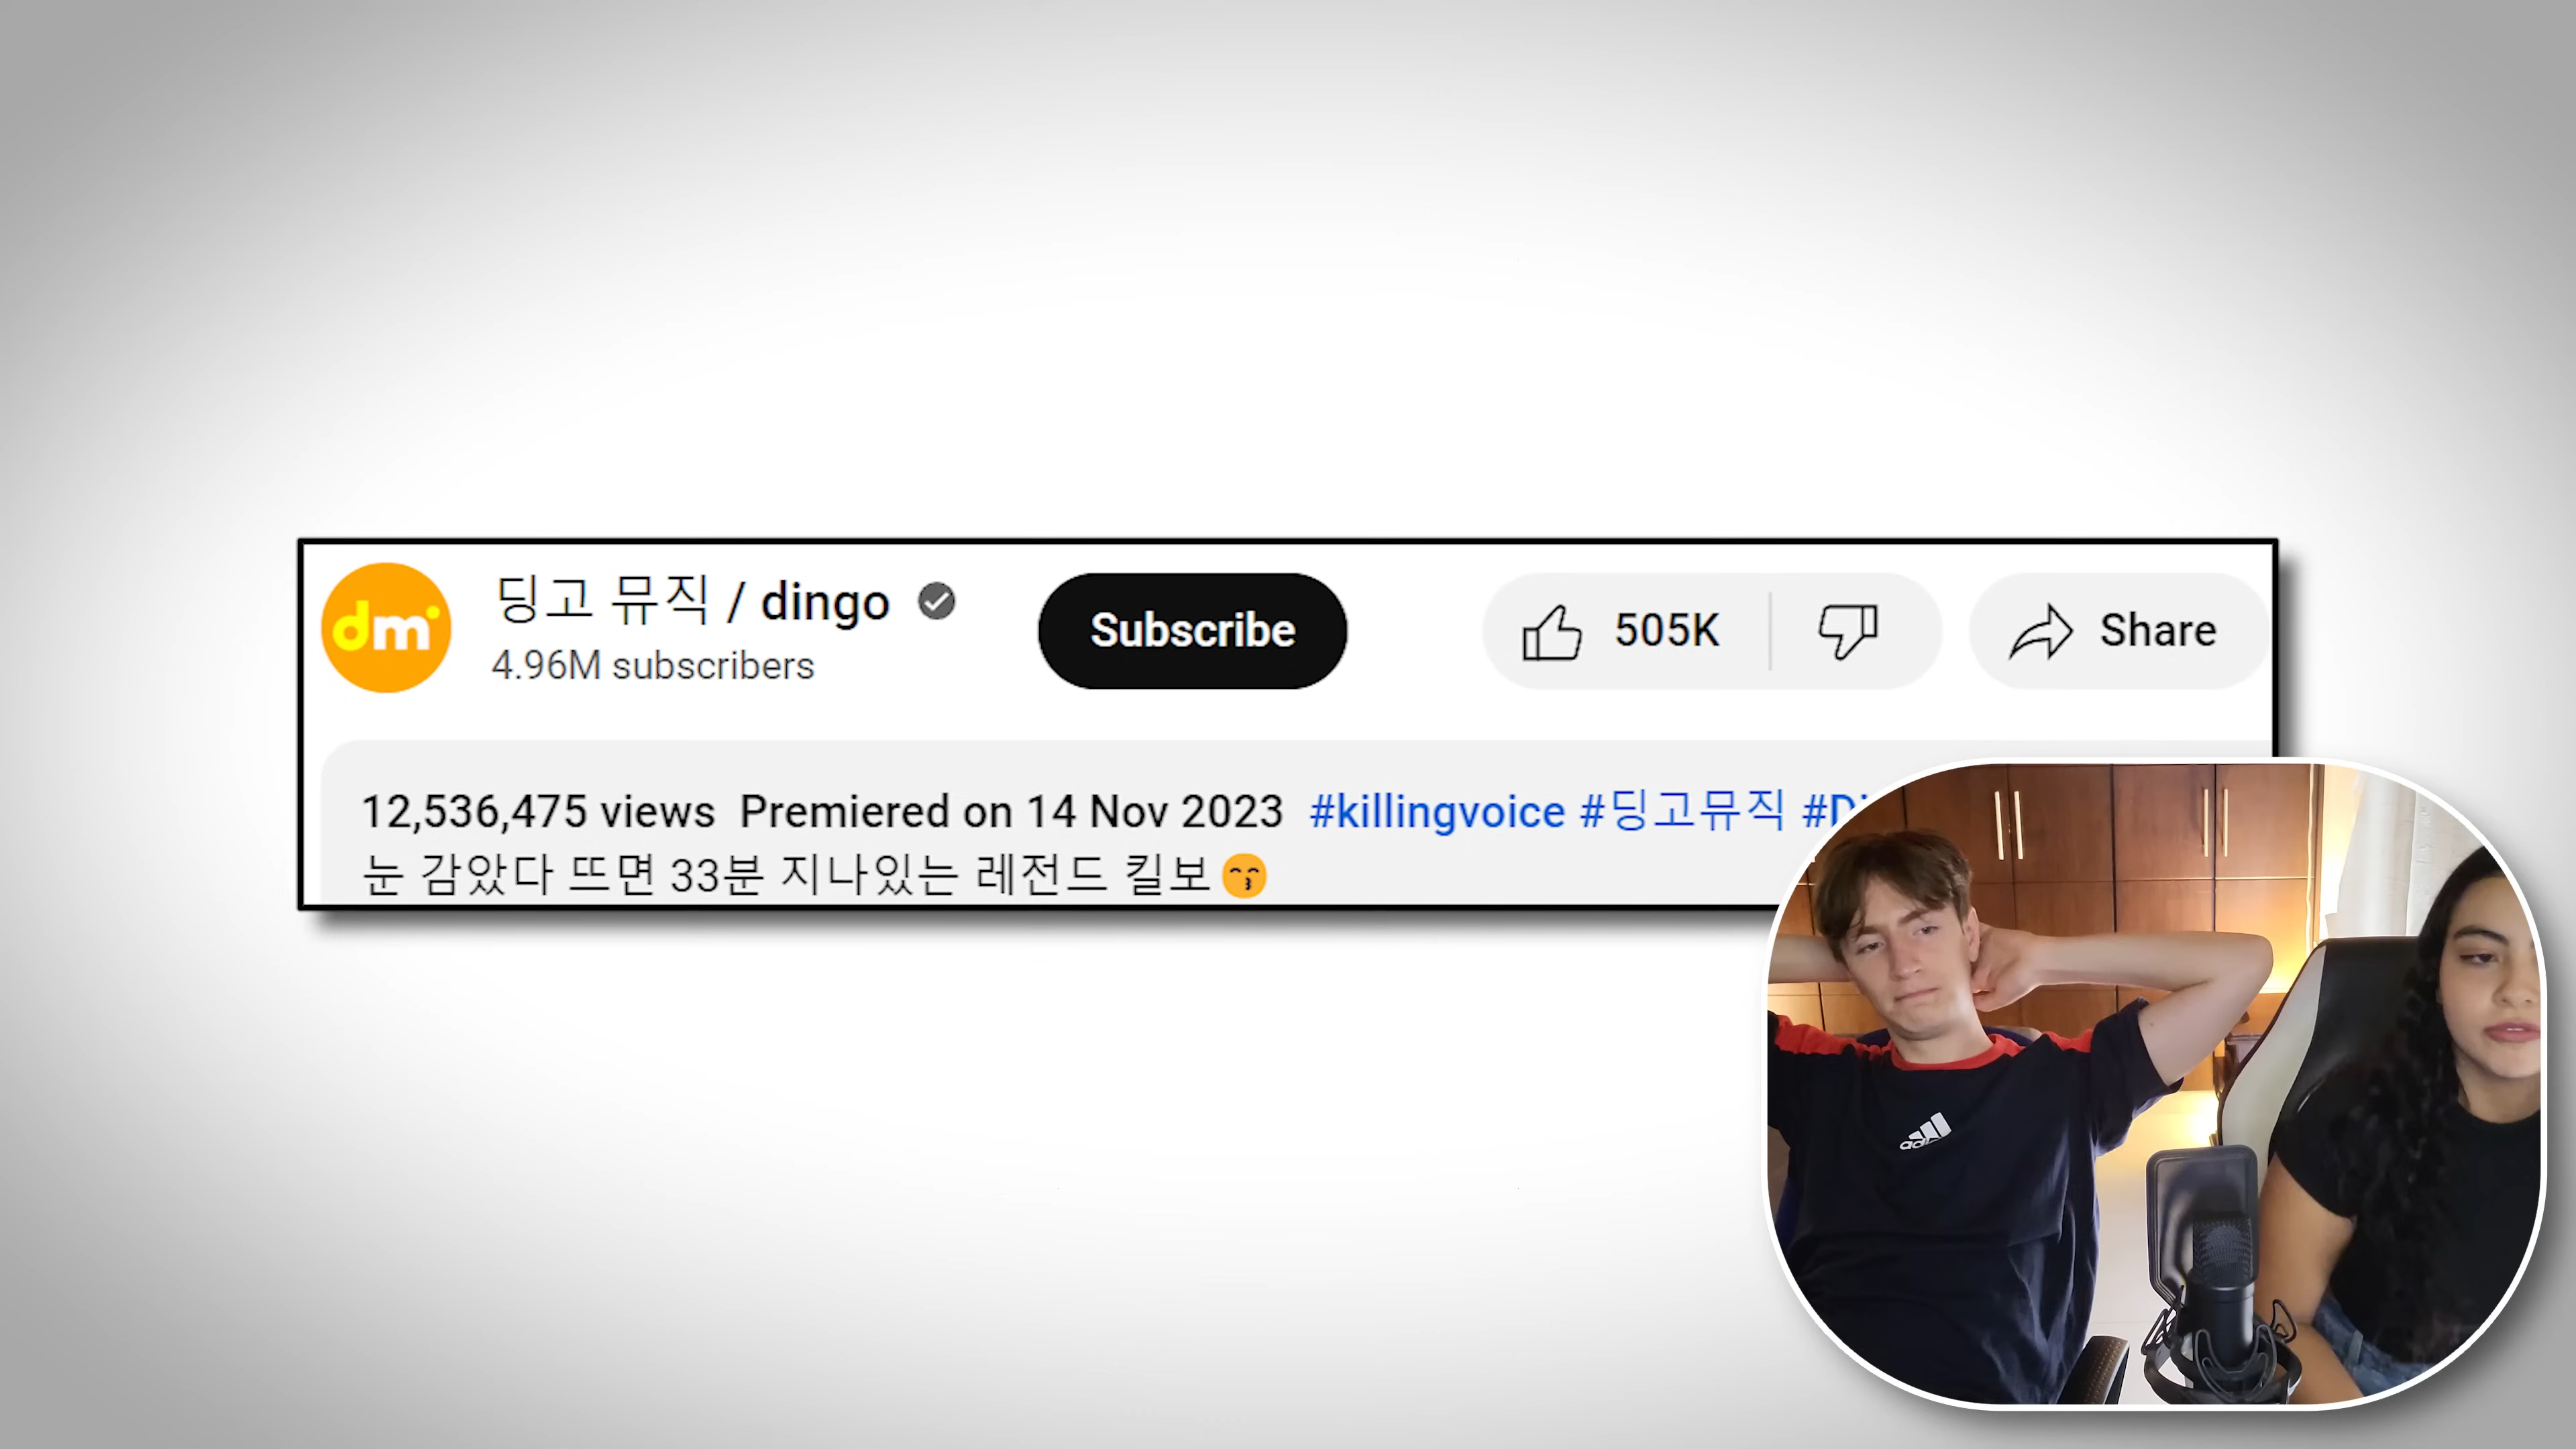 dm
딩고 뮤직 / dingo
4.96M subscribers
Subscribe
505K
Share
12,536,475 views Premiered on 14 Nov 2023 #killingvoice #딩고뮤직
눈 감았다 뜨면 33분 지나있는 레전드 킬보
adidas